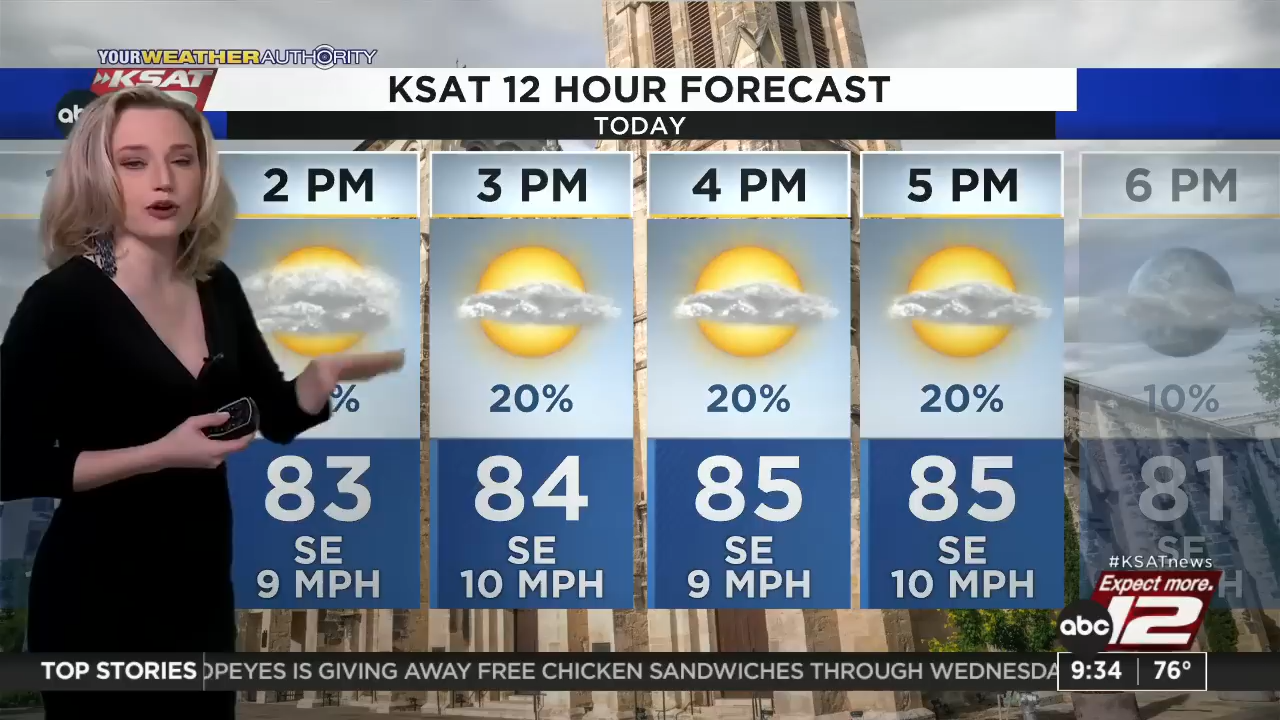 YOURWEATHERAUTHORITY
KSAT
abc
KSAT 12 HOUR FORECAST
TODAY
2 PM
3 PM
4 PM
5 PM
6 PM
%
20%
20%
20%
10%
83
84
85
85
81
SE
SE
SE
SE
SE
9 MPH
10 MPH
9 MPH
10 MPH
H
#KSATnews
Expect more.
abc 12
TOP STORIES
OPEYES IS GIVING AWAY FREE CHICKEN SANDWICHES THROUGH WEDNESDA
9:34
76°